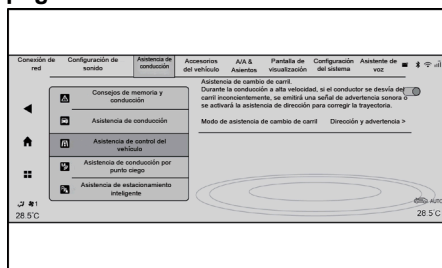 Conexión de red
Configuración de sonido
Asistencia de conducción
Accesorios del vehículo
A/A & Asientos
Pantalla de visualización
Configuración del sistema
Asistente de voz
Consejos de memoria y conducción
Asistencia de conducción
Asistencia de control del vehículo
Asistencia de conducción por punto ciego
Asistencia de estacionamiento inteligente
Asistencia de cambio de carril.
Durante la conducción a alta velocidad, si el conductor se desvía del
carril inconcientemente, se emitirá una señal de advertencia sonora o
se activará la asistencia de dirección para corregir la trayectoria.
Modo de asistencia de cambio de carril Dirección y advertencia >
1
28.5°C
AUTO
28.5°C